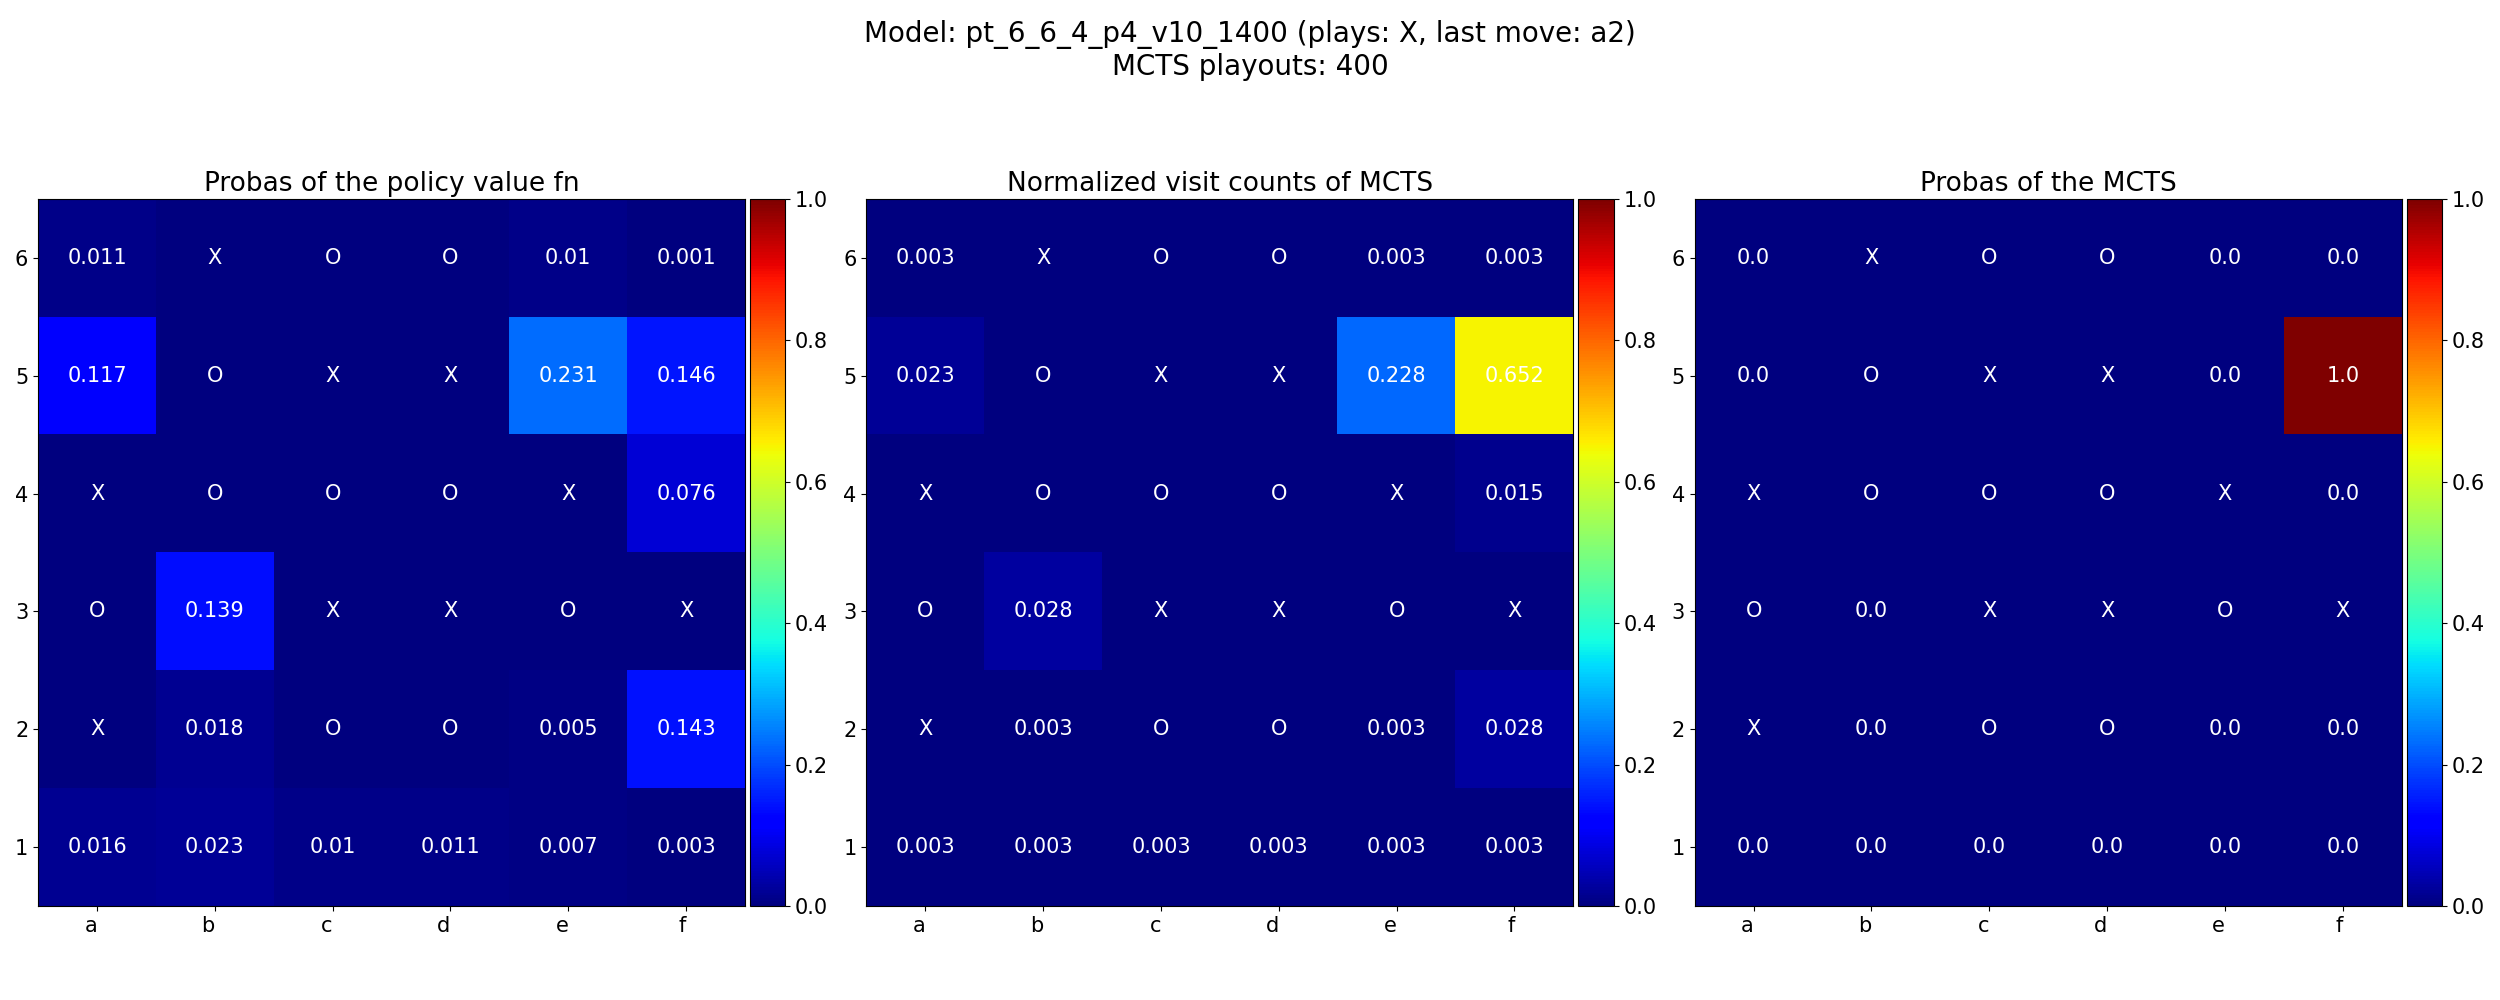 Model: pt_6_6_4_p4_v10_1400 (plays: X, last move: a2)
MCTS playouts: 400
Probas of the policy value fn
1.0
6 0.011 X O O 0.01 0.001
0.8
5 0.117 O X X 0.231 0.146
0.6
4 X O O O X 0.076
0.4
3 O 0.139 X X O X
2 X 0.018 O O 0.005 0.143
0.2
1 0.016 0.023 0.01 0.011 0.007 0.003
0.0
a b c d e f
Normalized visit counts of MCTS
1.0
6 0.003 X O O 0.003 0.003
0.8
5 0.023 O X X 0.228 0.652
0.6
4 X O O O X 0.015
0.4
3 O 0.028 X X O X
2 X 0.003 O O 0.003 0.028
0.2
1 0.003 0.003 0.003 0.003 0.003 0.003
0.0
a b c d e f
Probas of the MCTS
1.0
6 0.0 X O O 0.0 0.0
0.8
5 0.0 O X X 0.0 1.0
0.6
4 X O O O X 0.0
0.4
3 O 0.0 X X O X
2 X 0.0 O O 0.0 0.0
0.2
1 0.0 0.0 0.0 0.0 0.0 0.0
0.0
a b c d e f